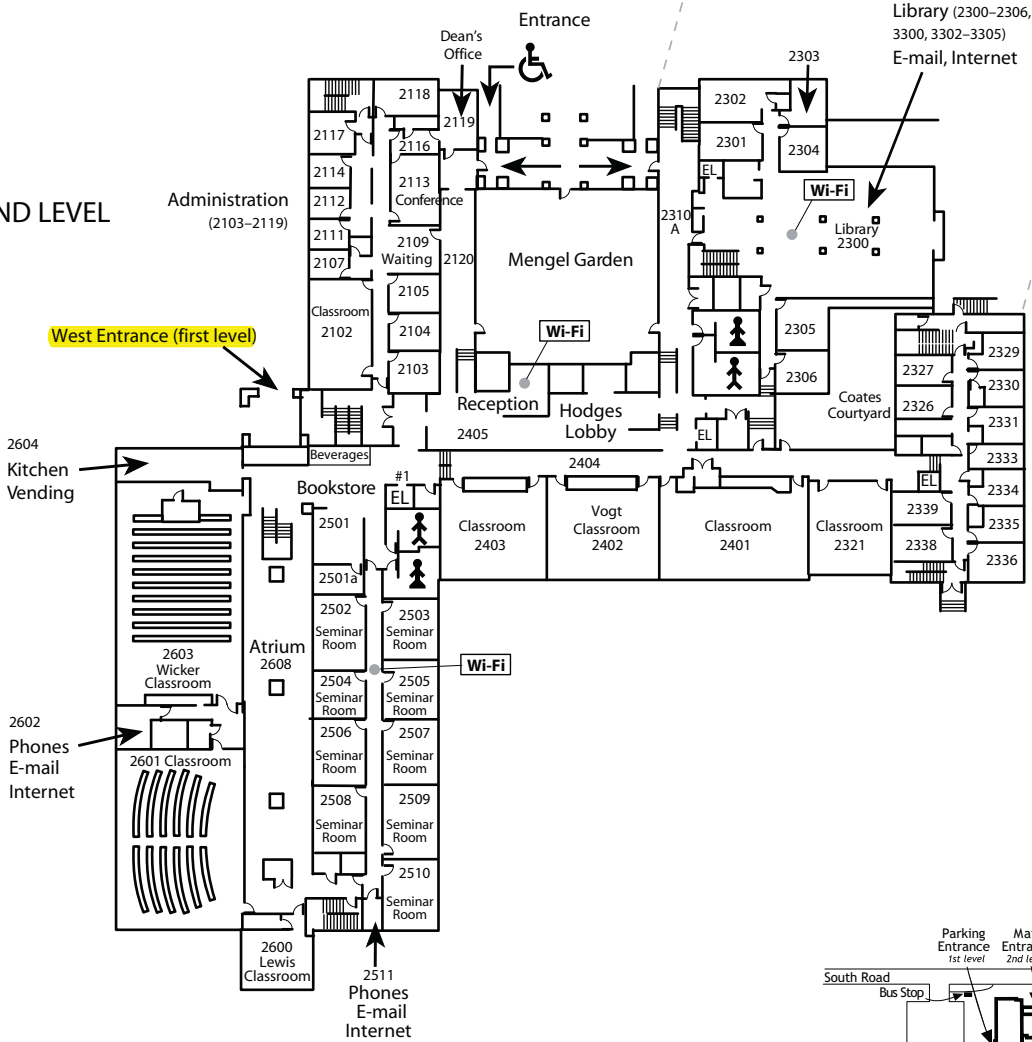 Entrance
Dean's
Office
Library (2300–2306,
3300, 3302–3305)
E-mail, Internet
2303
2118
2119
2302
2117
2116
2301
2304
2114
2113
Conference
EL
Administration
(2103–2119)
2112
Wi-Fi
ND LEVEL
2111
2109
Waiting
2310
A
Library
2300
2107
2120
Mengel Garden
2105
Classroom
2102
2104
Wi-Fi
2305
2329
West Entrance (first level)
2103
2306
2327
2330
Reception
Hodges
Lobby
Coates
Courtyard
2326
2331
2405
EL
2604
Kitchen
Vending
Beverages
2404
2333
#1
EL
EL
2334
Bookstore
2501
Classroom
2403
Vogt
Classroom
2402
Classroom
2401
Classroom
2321
2339
2335
2338
2336
2501a
2502
Seminar
Room
2503
Seminar
Room
Atrium
2608
2603
Wicker
Classroom
Wi-Fi
2504
Seminar
Room
2505
Seminar
Room
2602
Phones
E-mail
Internet
2506
Seminar
Room
2507
Seminar
Room
2601 Classroom
2508
Seminar
Room
2509
Seminar
Room
2510
Seminar
Room
2600
Lewis
Classroom
2511
Phones
E-mail
Internet
Parking
Entrance
1st level
2nd
South Road
Bus Stop